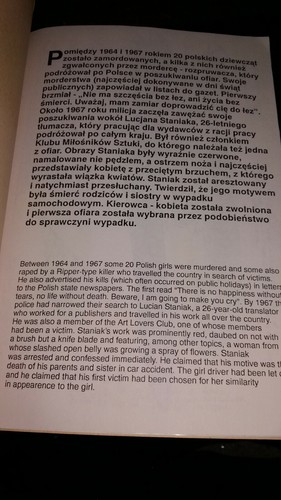 Pomiędzy 1964 i 1967 rokiem 20 polskich dziewcząt
zostało zamordowanych, a kilka z nich również
zgwałconych przez mordercę - rozpruwacza, który
podróżował po Polsce w poszukiwaniu ofiar. Swoje
morderstwa (najczęściej dokonywane w dni świąt
publicznych) zapowiadał w listach do gazet. Pierwszy
brzmiał - „Nie ma szczęścia bez łez, ani życia bez
śmierci. Uważaj, mam zamiar doprowadzić cię do łez”.
Około 1967 roku milicja zaczęła zawężać swoje
poszukiwania wokół Lucjana Staniaka, 26-letniego
tłumacza, który pracując dla wydawców z racji pracy
podróżował po całym kraju. Był również członkiem
Klubu Miłośników Sztuki, do którego należała też jedna
z ofiar. Obrazy Staniaka były wyraźnie czerwone,
namalowane nie pędzlem, a ostrzem noża i najczęściej
przedstawiały kobietę z przeciętym brzuchem, z którego
wyrastała wiązka kwiatów. Staniak został aresztowany
i natychmiast przesłuchany. Twierdził, że jego motywem
była śmierć rodziców i siostry w wypadku
samochodowym. Kierowca - kobieta została zwolniona
i pierwsza ofiara została wybrana przez podobieństwo
do sprawczyni wypadku.
Between 1964 and 1967 some 20 Polish girls were murdered and some also
raped by a Ripper-type killer who travelled the country in search of victims.
He also advertised his kills (which often occurred on public holidays) in letters
to the Polish state newspapers. The first read "There is no happiness without
tears, no life without death. Beware, I am going to make you cry". By 1967 the
police had narrowed their search to Lucian Staniak, a 26-year-old translator
who worked for a publishers and travelled in his work all over the country.
He was also a member of the Art Lovers Club, one of whose members
had been a victim. Staniak's work was prominently red, daubed on not with
a brush but a knife blade and featuring, among other topics, a woman from
whose slashed open belly was growing a spray of flowers. Staniak
was arrested and confessed immediately. He claimed that his motive was the
death of his parents and sister in car accident. The girl driver had been let
and he claimed that his first victim had been chosen for her similarity
in appearence to the girl.